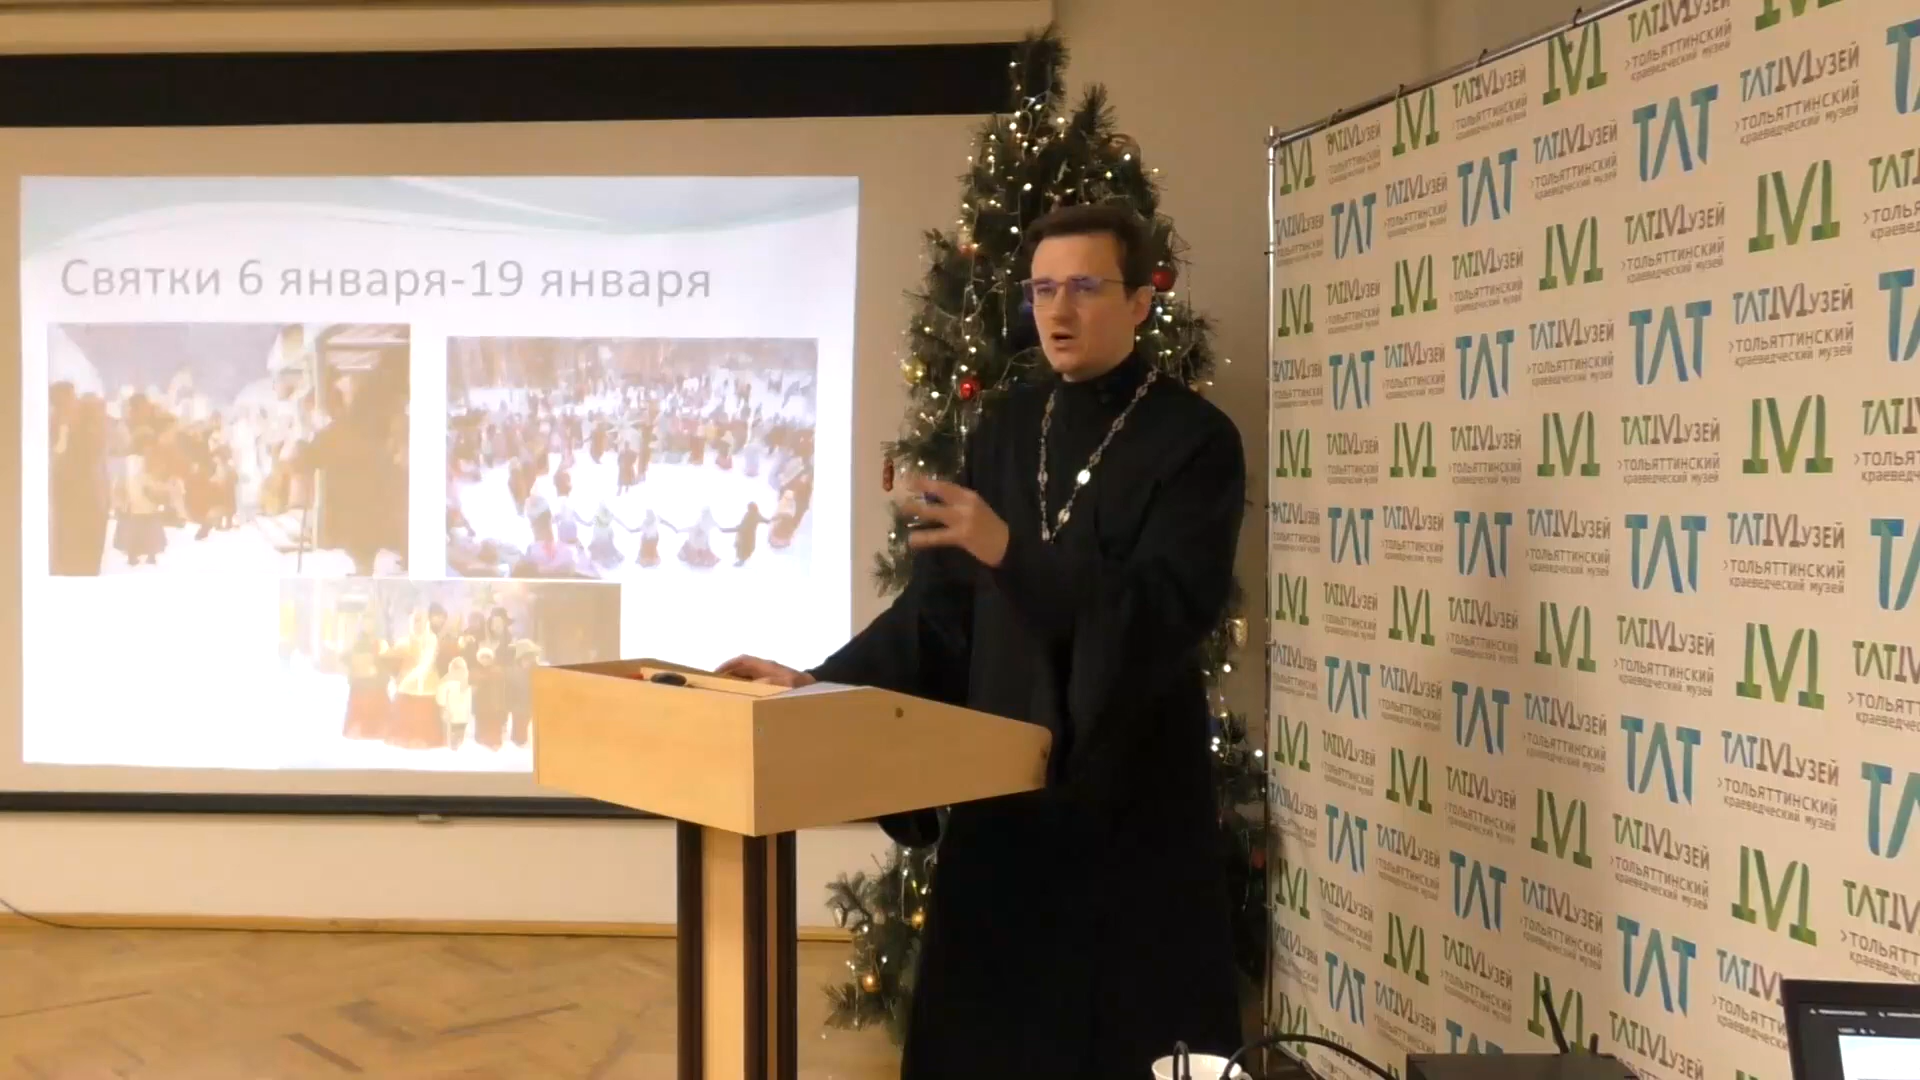 Святки 6 января-19 января
ТЛТ
М
ТЛТМУЗЕЙ
>ТОЛЬЯТТИНСКИЙ
краеведческий музей